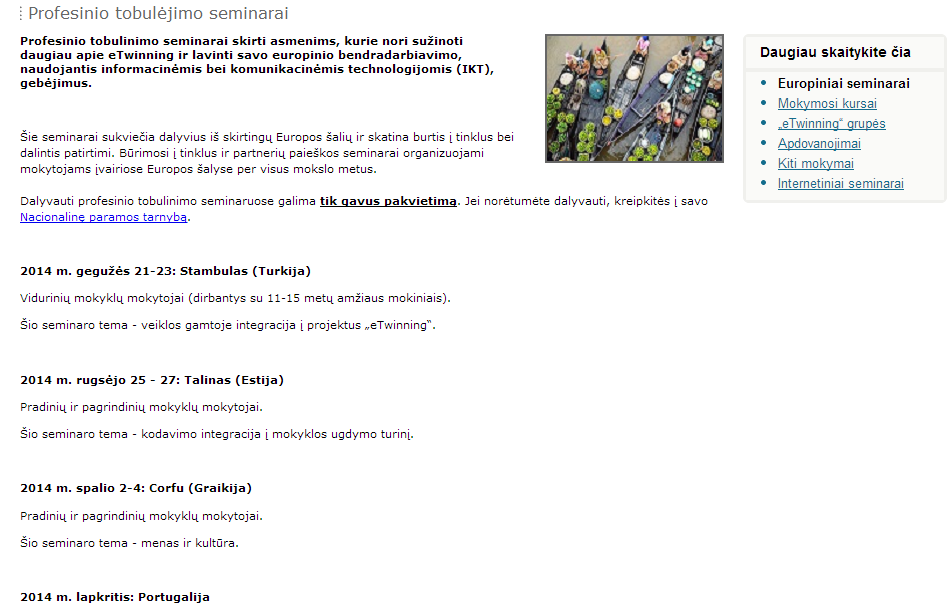 Profesinio tobulėjimo seminarai
Profesinio tobulinimo seminarai skirti asmenims, kurie nori sužinoti
daugiau apie eTwinning ir lavinti savo europinio bendradarbiavimo,
naudojantis informacinėmis bei komunikacinėmis technologijomis (IKT),
gebėjimus.
Šie seminarai sukviečia dalyvius iš skirtingų Europos šalių ir skatina burtis į tinklus bei
dalintis patirtimi. Būrimosi į tinklus ir partnerių paieškos seminarai organizuojami
mokytojams įvairiose Europos šalyse per visus mokslo metus.
Dalyvauti profesinio tobulinimo seminaruose galima tik gavus pakvietimą. Jei norėtumėte dalyvauti, kreipkitės į savo
Nacionalinę paramos tarnybą.
2014 m. gegužės 21-23: Stambulas (Turkija)
Vidurinių mokyklų mokytojai (dirbantys su 11-15 metų amžiaus mokiniais).
Šio seminaro tema - veiklos gamtoje integracija į projektus „eTwinning“.
2014 m. rugsėjo 25 - 27: Talinas (Estija)
Pradinių ir pagrindinių mokyklų mokytojai.
Šio seminaro tema - kodavimo integracija į mokyklos ugdymo turinį.
2014 m. spalio 2-4: Corfu (Graikija)
Pradinių ir pagrindinių mokyklų mokytojai.
Šio seminaro tema - menas ir kultūra.
2014 m. lapkritis: Portugalija
Daugiau skaitykite čia
Europiniai seminarai
Mokymosi kursai
„eTwinning“ grupės
Apdovanojimai
Kiti mokymai
Internetiniai seminarai